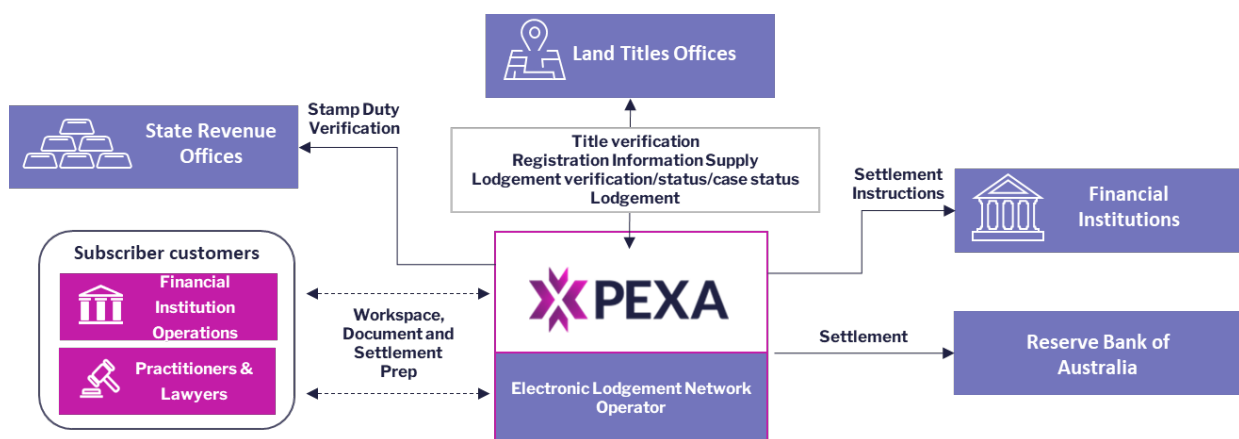 Land Titles Offices
State Revenue
Offices
Stamp Duty
Verification
Title verification
Registration Information Supply
Lodgement verification/status/case status
Lodgement
Settlement
Instructions
Financial
Institutions
Subscriber customers
Financial
Institution
Operations
Practitioners &
Lawyers
Workspace,
Document and
Settlement
Prep
PEXA
Electronic Lodgement Network
Operator
Settlement
Reserve Bank of
Australia